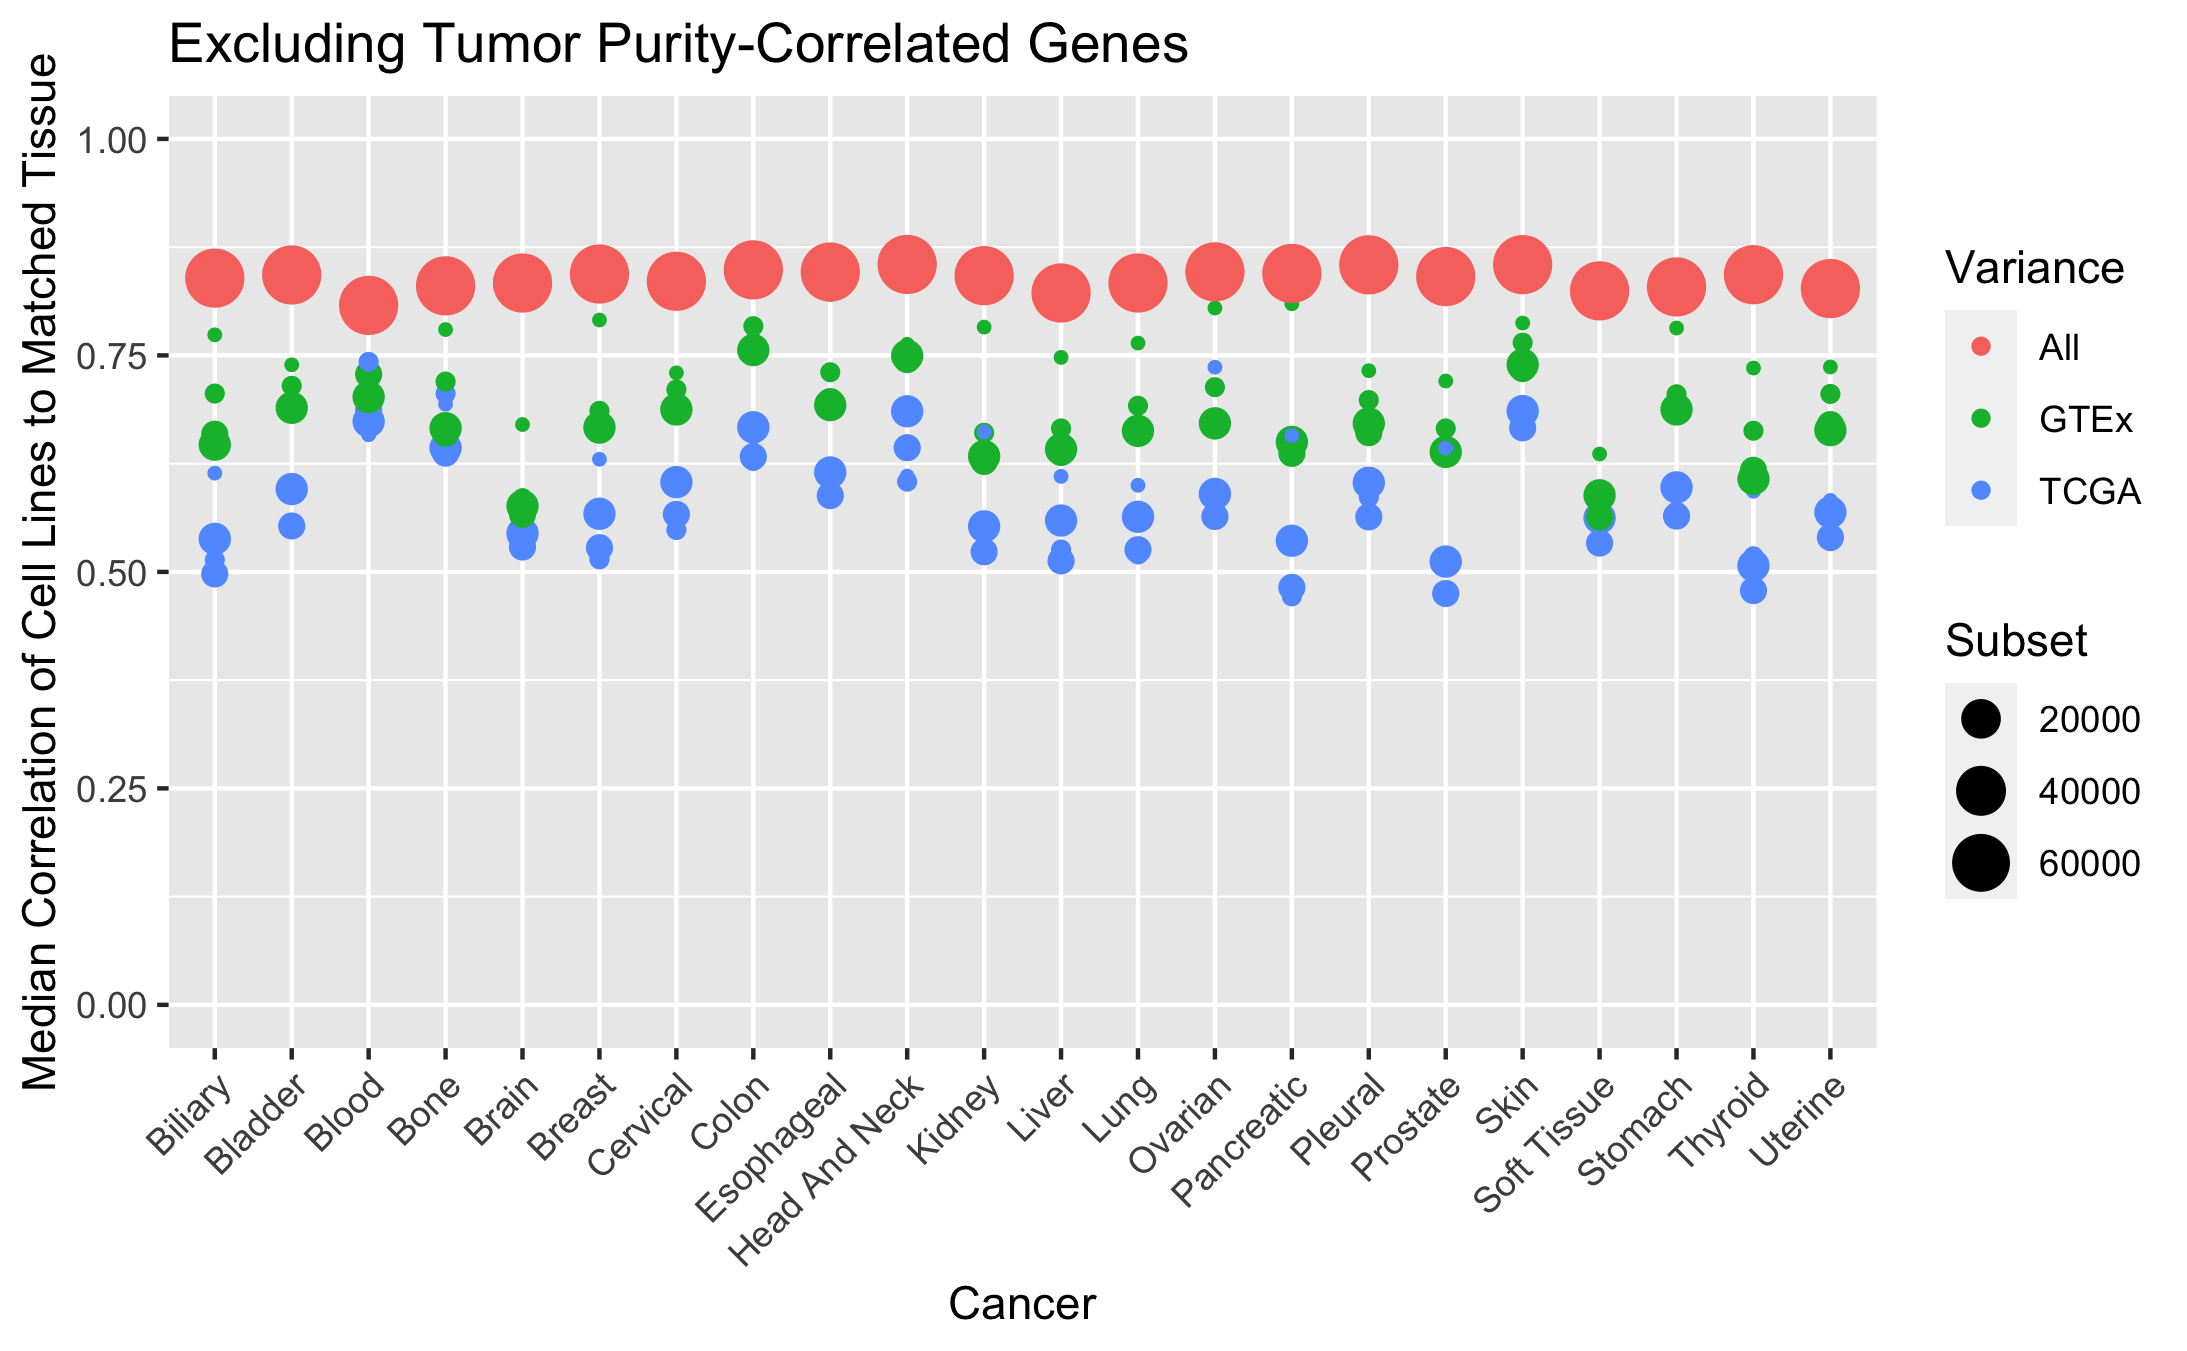 Excluding Tumor Purity-Correlated Genes
Median Correlation of Cell Lines to Matched Tissue
1.00
0.75
0.50
0.25
0.00
Biliary
Bladder
Blood
Bone
Brain
Breast
Cervical
Colon
Esophageal
Head And Neck
Kidney
Liver
Lung
Ovarian
Pancreatic
Pleural
Prostate
Skin
Soft Tissue
Stomach
Thyroid
Uterine
Cancer
Variance
All
GTEx
TCGA
Subset
20000
40000
60000